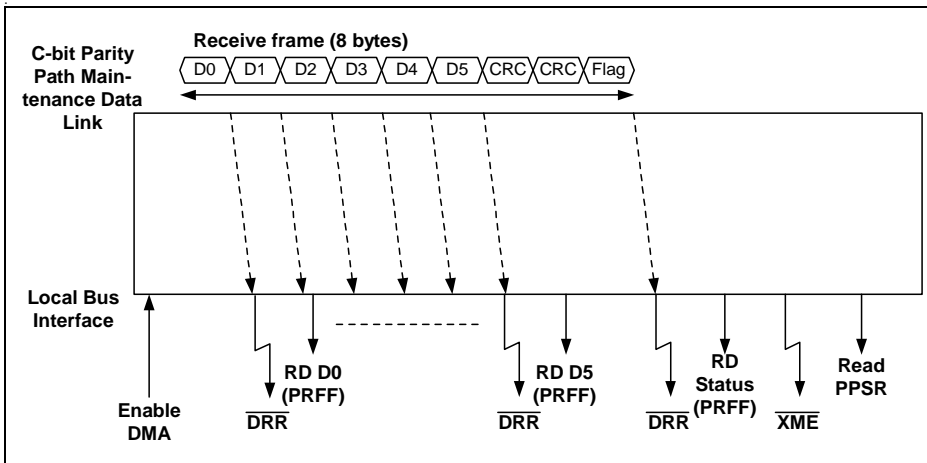 Receive frame (8 bytes)
C-bit Parity
Path Main-
tenance Data
Link
D0 D1 D2 D3 D4 D5 CRC CRC Flag
Local Bus
Interface
Enable
DMA
DRR
RD D0
(PRFF)
DRR
RD D5
(PRFF)
DRR
RD
Status
(PRFF)
XME
Read
PPSR